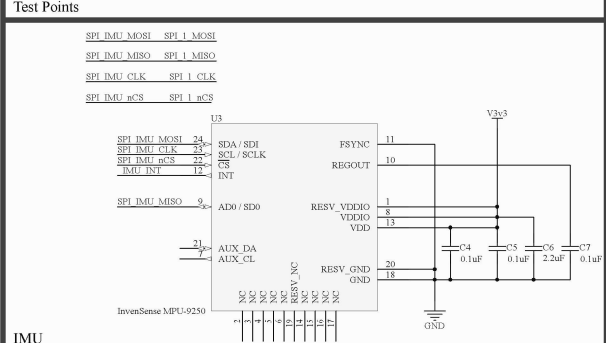 Test Points
SPI_IMU_MOSI SPI_1_MOSI
SPI_IMU_MISO SPI_1_MISO
SPI_IMU_CLK SPI_1_CLK
SPI_IMU_nCS SPI_1_nCS
U3
V3v3
SPI_IMU_MOSI 24 SDA / SDI
SPI_IMU_CLK 23 SCL / SCLK
SPI_IMU_nCS 22 CS
IMU_INT 12 INT
SPI_IMU_MISO 9 AD0 / SD0
21 AUX_DA
7 AUX_CL
FSYNC 11
REGOUT 10
RESV_VDDIO 1
VDDIO 8
VDD 13
RESV_GND 20
GND 18
C4
0.1uF
C5
0.1uF
C6
2.2uF
C7
0.1uF
NC NC NC NC NC RESV_NC NC NC NC NC
2 3 4 5 6 19 14 15 16 17
InvenSense MPU-9250
GND
IMU